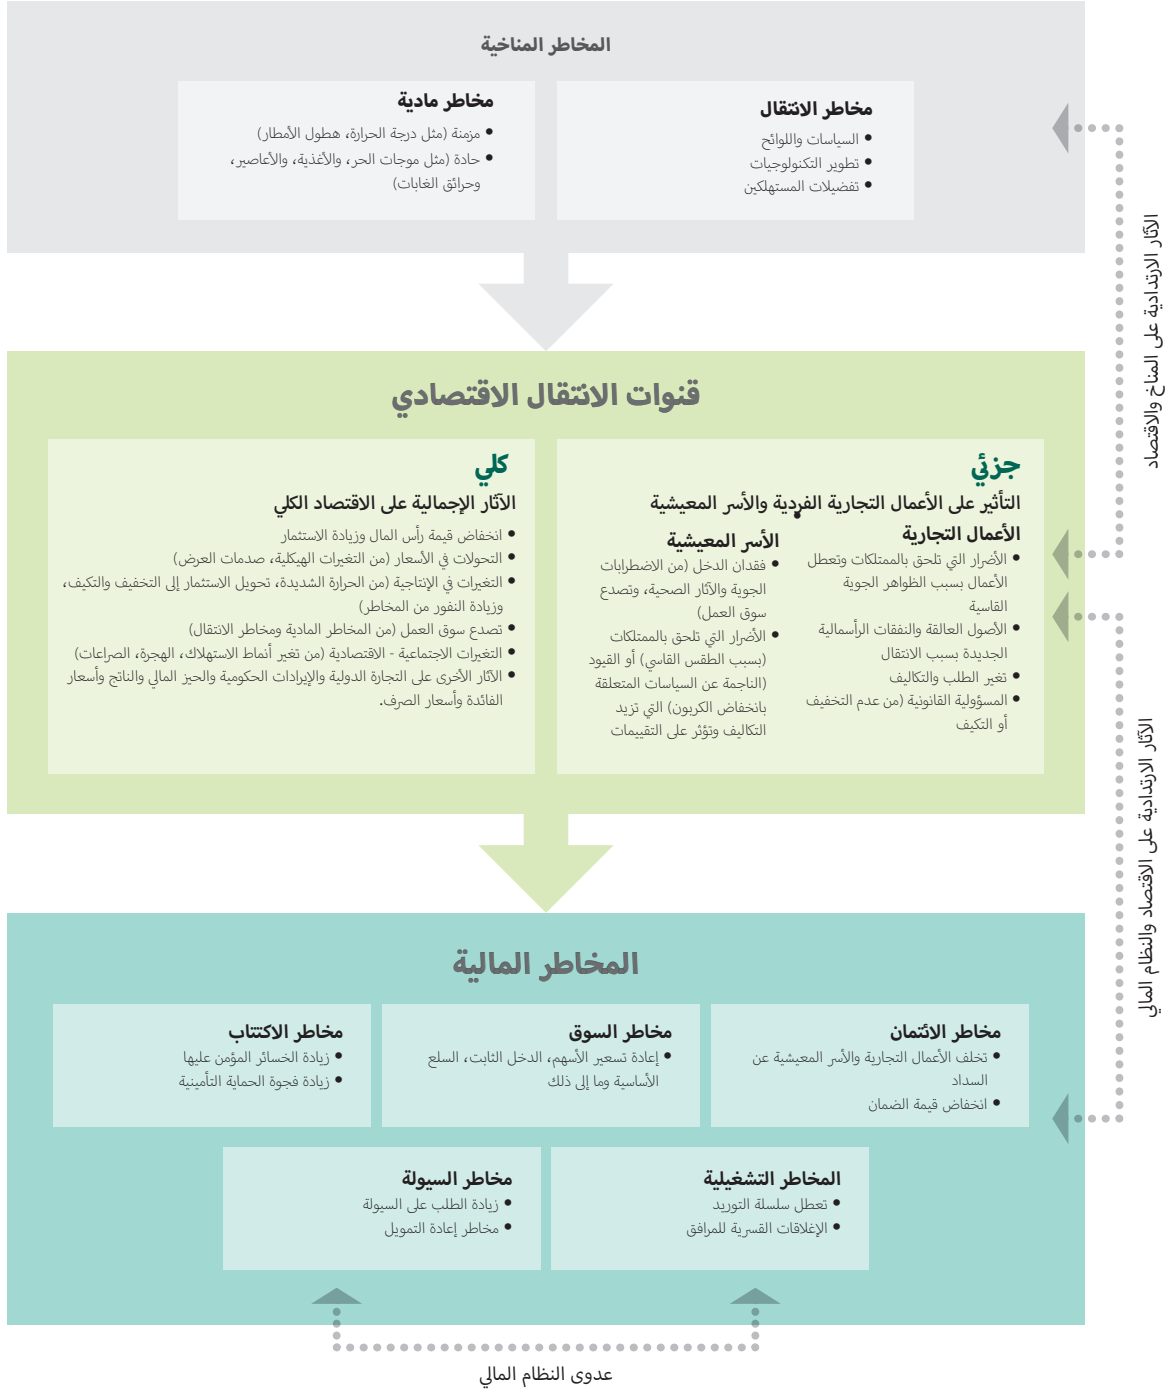 المخاطر المناخية
مخاطر الانتقال
• السياسات واللوائح
• تطوير التكنولوجيات
• تفضيلات المستهلكين
مخاطر مادية
• مزمنة (مثل درجة الحرارة، هطول الأمطار)
• حادة (مثل موجات الحر، والأغذية، والأعاصير،
وحرائق الغابات)
الآثار الارتدادية على المناخ والاقتصاد
قنوات الانتقال الاقتصادي
جزئي
التأثير على الأعمال التجارية الفردية والأسر المعيشية
الأعمال التجارية
• الأضرار التي تلحق بالممتلكات وتعطل
الأعمال بسبب الظواهر الجوية
القاسية
• الأصول العالقة والنفقات الرأسمالية
الجديدة بسبب الانتقال
• تغير الطلب والتكاليف
• المسؤولية القانونية (من عدم التخفيف
أو التكيف
•
الأسر المعيشية
• فقدان الدخل (من الاضطرابات
الجوية والآثار الصحية، وتصدع
سوق العمل)
• الأضرار التي تلحق بالممتلكات
(بسبب الطقس القاسي) أو القيود
(الناجمة عن السياسات المتعلقة
بانخفاض الكربون) التي تزيد
التكاليف وتؤثر على التقييمات
كلي
الآثار الإجمالية على الاقتصاد الكلي
• انخفاض قيمة رأس المال وزيادة الاستثمار
• التحولات في الأسعار (من التغيرات الهيكلية، صدمات العرض)
• التغيرات في الإنتاجية (من الحرارة الشديدة، تحويل الاستثمار إلى التخفيف والتكيف،
وزيادة النفور من المخاطر)
• تصدع سوق العمل (من المخاطر المادية ومخاطر الانتقال)
• التغيرات الاجتماعية - الاقتصادية (من تغير أنماط الاستهلاك، الهجرة، الصراعات)
• الآثار الأخرى على التجارة الدولية والإيرادات الحكومية والحيز المالي والناتج وأسعار
الفائدة وأسعار الصرف.
الآثار الارتدادية على الاقتصاد والنظام المالي
المخاطر المالية
مخاطر الائتمان
• تخلف الأعمال التجارية والأسر المعيشية عن
السداد
• انخفاض قيمة الضمان
مخاطر السوق
• إعادة تسعير الأسهم، الدخل الثابت، السلع
الأساسية وما إلى ذلك
مخاطر الاكتتاب
• زيادة الخسائر المؤمن عليها
• زيادة فجوة الحماية التأمينية
المخاطر التشغيلية
• تعطل سلسلة التوريد
• الإغلاقات القسرية للمرافق
مخاطر السيولة
• زيادة الطلب على السيولة
• مخاطر إعادة التمويل
عدوى النظام المالي